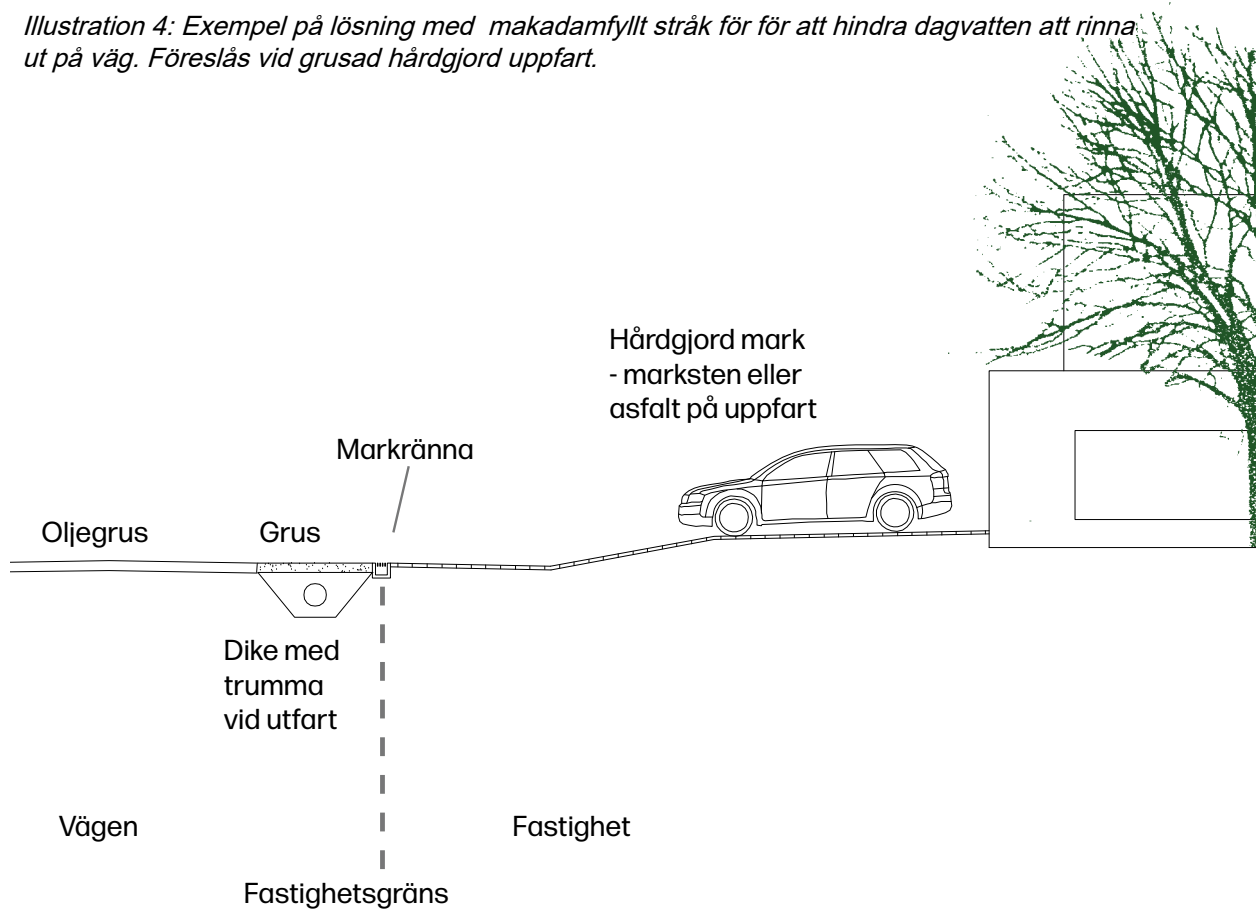 Illustration 4: Exempel på lösning med  makadamfyllt stråk för för att hindra dagvatten att rinna
ut på väg. Föreslås vid grusad hårdgjord uppfart.
Hårdgjord mark
- marksten eller
asfalt på uppfart
Markränna
Oljegrus
Grus
Dike med
trumma
vid utfart
Vägen
Fastighet
Fastighetsgräns